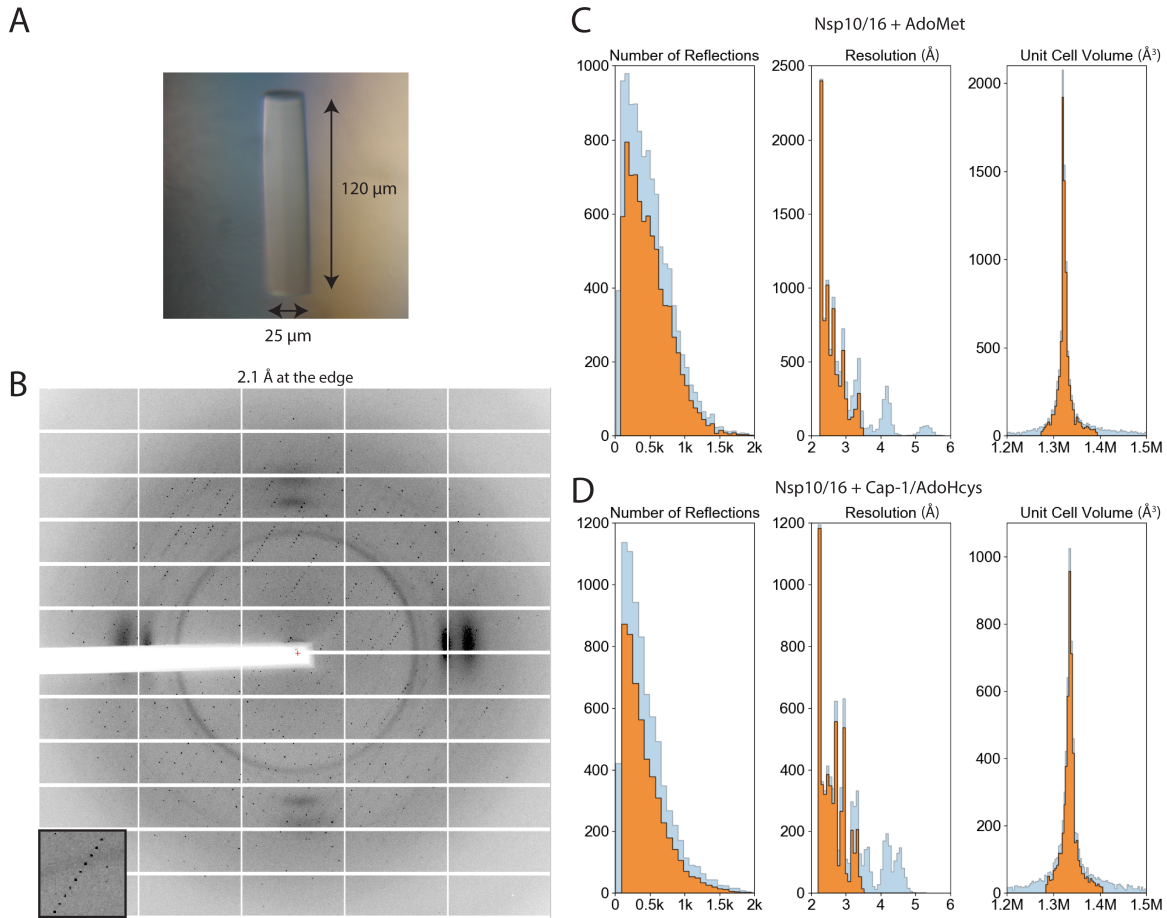 A
120 µm
25 µm
B
2.1 Å at the edge
C
Nsp10/16 + AdoMet
Number of Reflections
Resolution (Å)
Unit Cell Volume (Å³)
1000
800
600
400
200
0
0
0.5k
1k
1.5k
2k
2500
2000
1500
1000
500
0
2
3
4
5
6
2000
1500
1000
500
0
1.2M
1.3M
1.4M
1.5M
D
Nsp10/16 + Cap-1/AdoHcys
Number of Reflections
Resolution (Å)
Unit Cell Volume (Å³)
1200
1000
800
600
400
200
0
0
0.5k
1k
1.5k
2k
1200
1000
800
600
400
200
0
2
3
4
5
6
1000
800
600
400
200
0
1.2M
1.3M
1.4M
1.5M